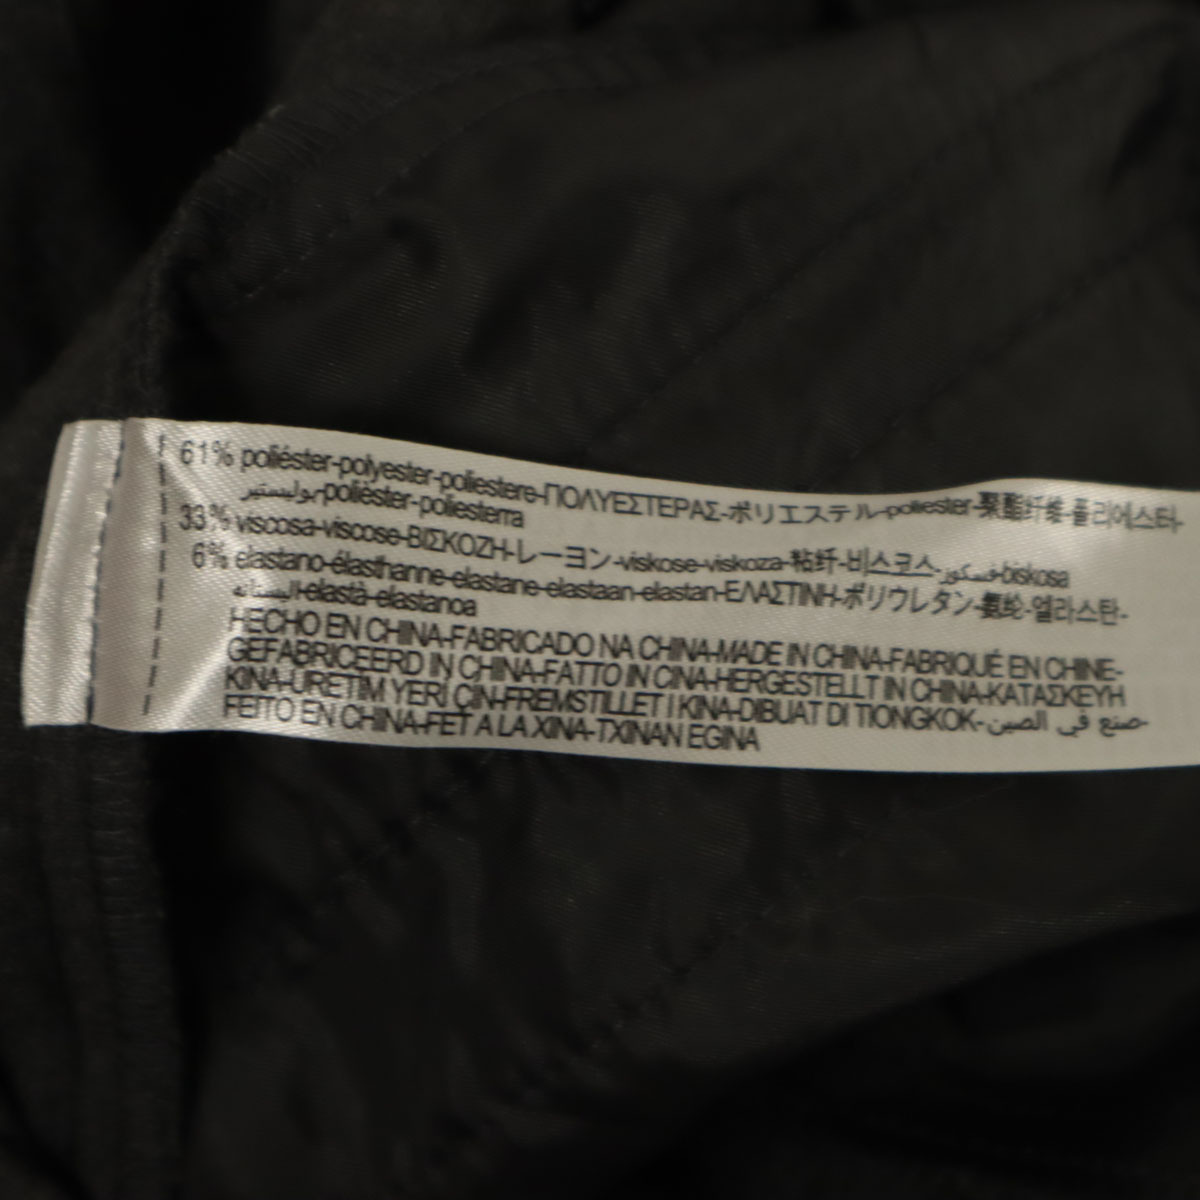 61% poliéster-polyester-poliestere-ΠΟΛΥΕΣΤΕΡΑΣ-ポリエステル-poliester-聚酯纤维-폴리에스터-
بوليستير-polièster-poliesterra
33% viscosa-viscose-ΒΙΣΚΟΖΗ-レーヨン-viskose-viskoza-粘纤-비스코스-فسكوز-biskosa
6% elastano-élasthanne-elastane-elastaan-elastan-ΕΛΑΣΤΙΝΗ-ポリウレタン-氨纶-엘라스탄-
-elastà-elastanoa
HECHO EN CHINA-FABRICADO NA CHINA-MADE IN CHINA-FABRIQUÉ EN CHINE-
GEFABRICEERD IN CHINA-FATTO IN CINA-HERGESTELLT IN CHINA-ΚΑΤΑΣΚΕΥΗ
KINA-URETIM YERİ ÇIN-FREMSTILLET I KINA-DIBUAT DI TIONGKOK-صنع في الصين-
FEITO EN CHINA-FET A LA XINA-TXINAN EGINA